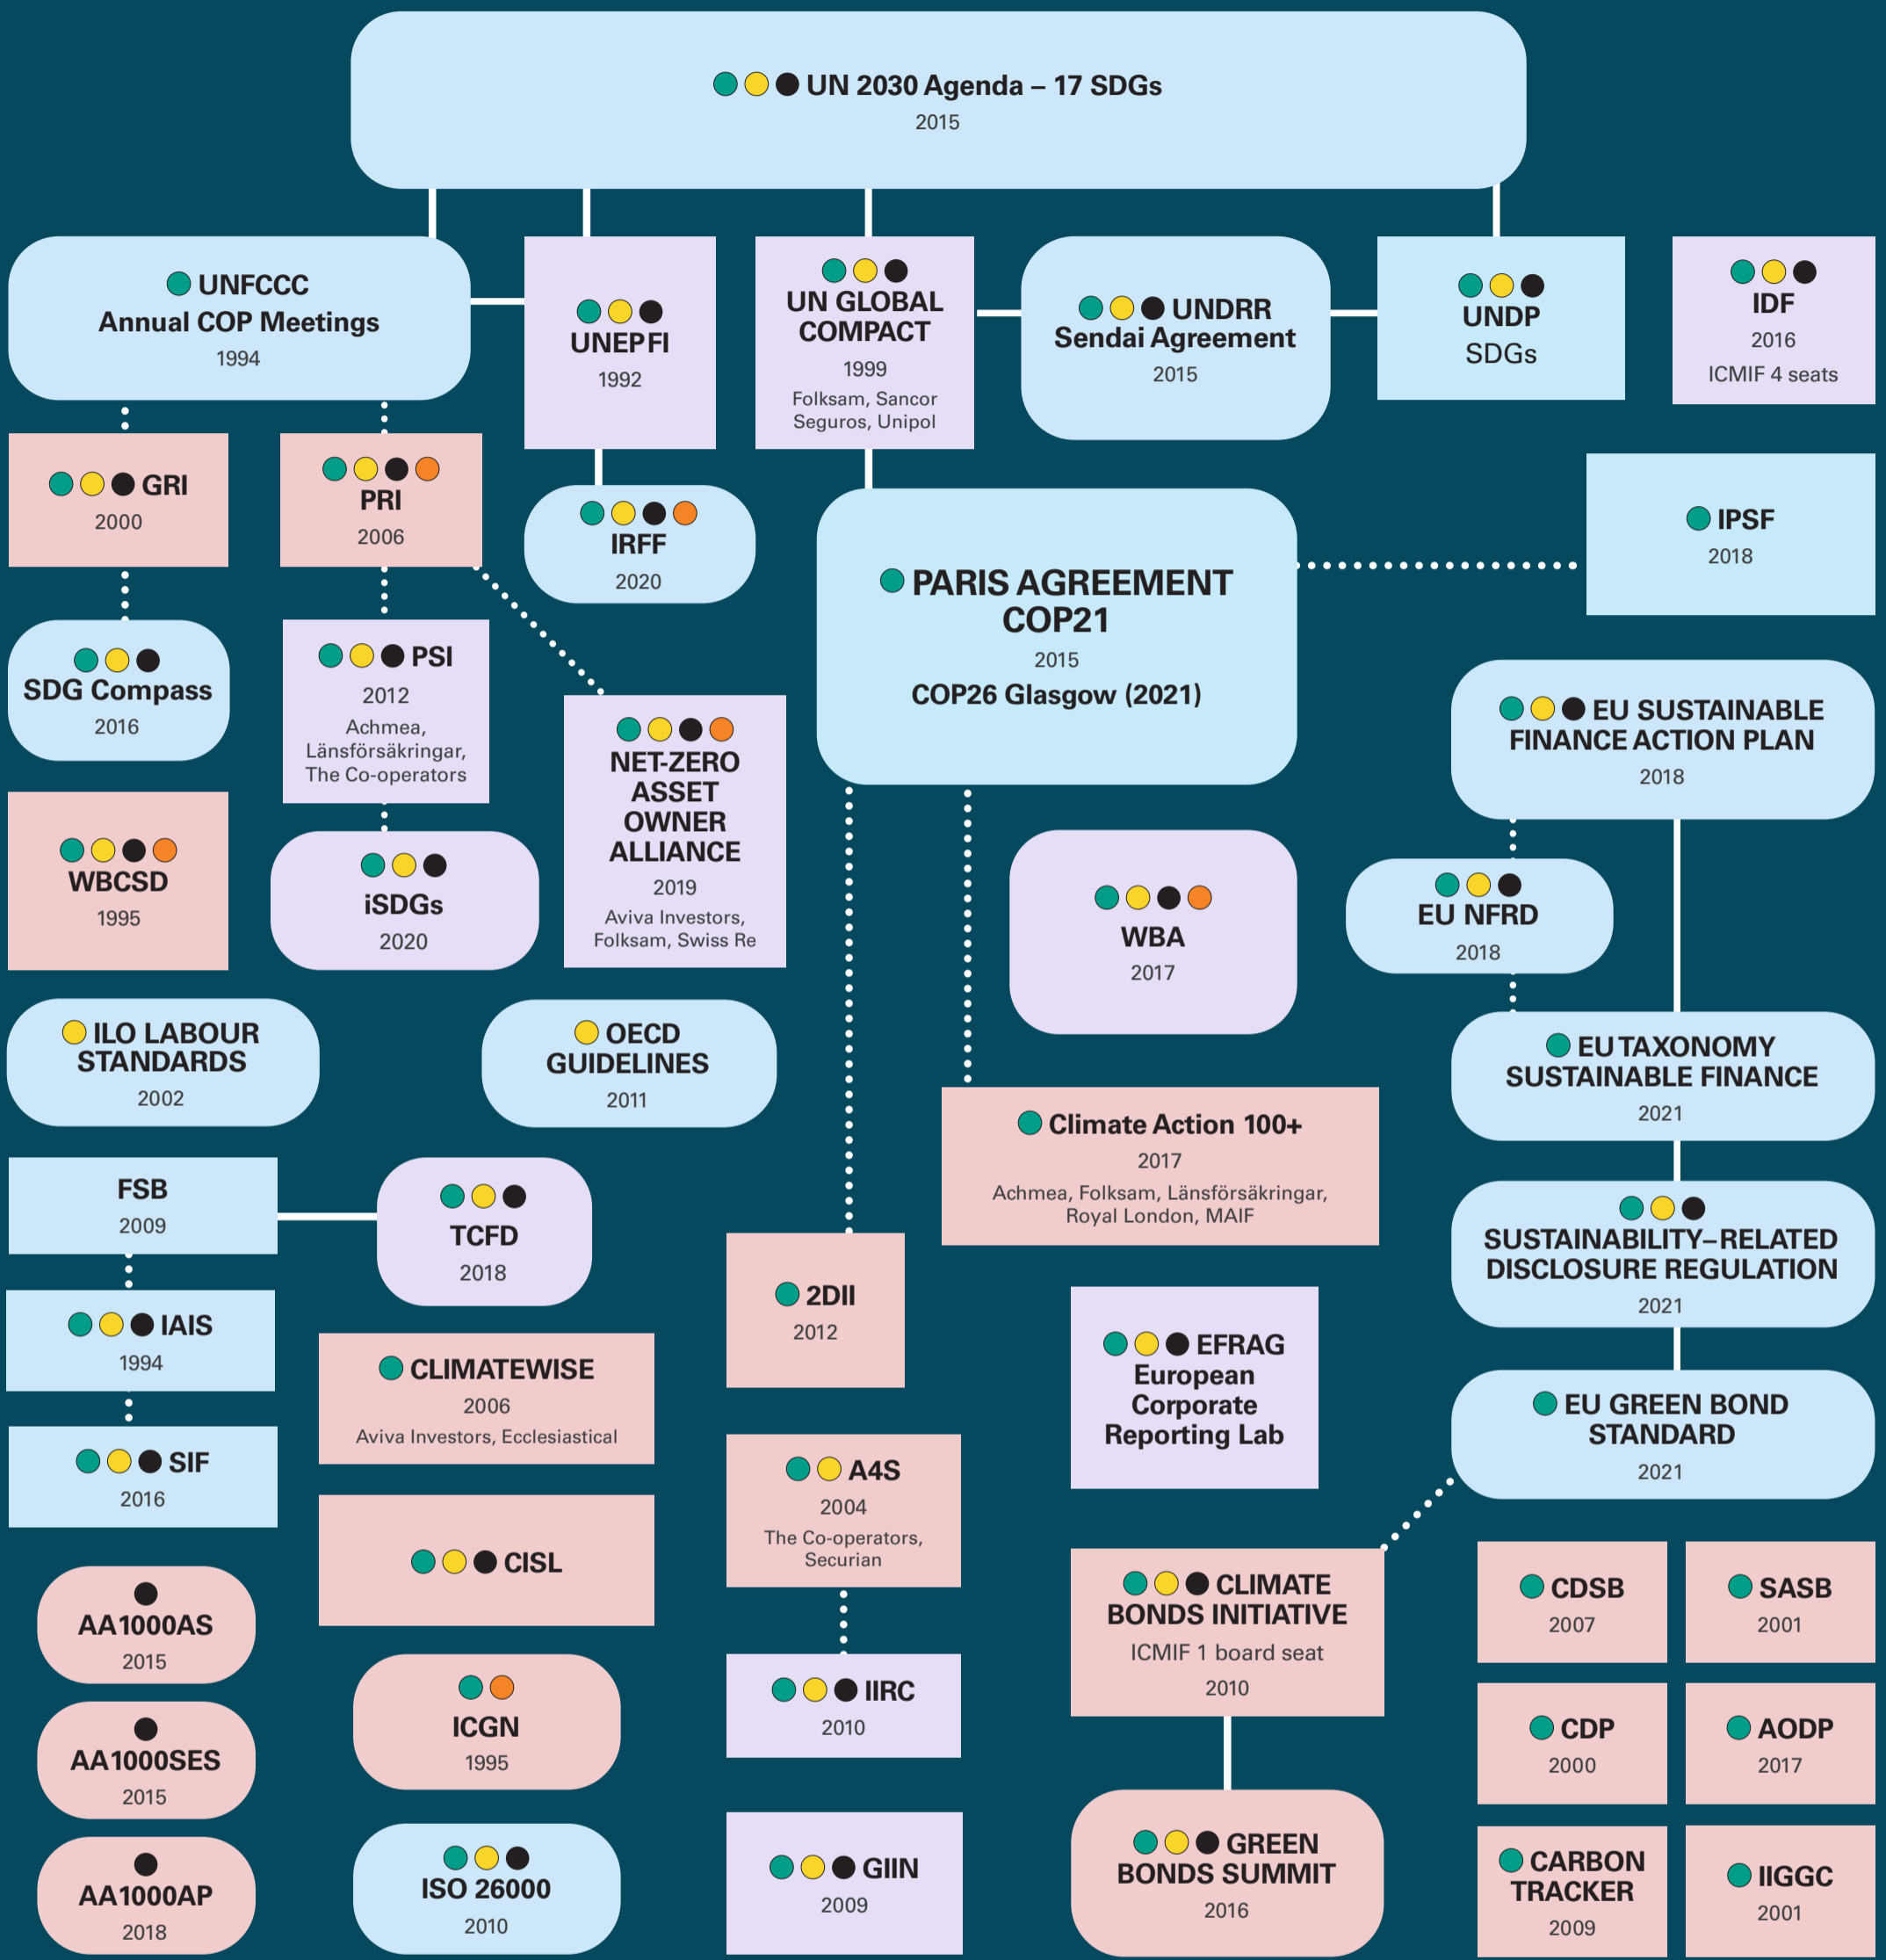 UN 2030 Agenda – 17 SDGs
2015
UNFCCC
Annual COP Meetings
1994
UNEPFI
1992
UN GLOBAL
COMPACT
1999
Folksam, Sancor
Seguros, Unipol
UNDRR
Sendai Agreement
2015
UNDP
SDGs
IDF
2016
ICMIF 4 seats
GRI
2000
PRI
2006
IRFF
2020
PARIS AGREEMENT
COP21
2015
COP26 Glasgow (2021)
IPSF
2018
SDG Compass
2016
PSI
2012
Achmea,
Länsförsäkringar,
The Co-operators
NET-ZERO
ASSET
OWNER
ALLIANCE
2019
Aviva Investors,
Folksam, Swiss Re
EU SUSTAINABLE
FINANCE ACTION PLAN
2018
WBCSD
1995
iSDGs
2020
WBA
2017
EU NFRD
2018
ILO LABOUR
STANDARDS
2002
OECD
GUIDELINES
2011
EU TAXONOMY
SUSTAINABLE FINANCE
2021
Climate Action 100+
2017
Achmea, Folksam, Länsförsäkringar,
Royal London, MAIF
FSB
2009
TCFD
2018
SUSTAINABILITY–RELATED
DISCLOSURE REGULATION
2021
2DII
2012
IAIS
1994
CLIMATEWISE
2006
Aviva Investors, Ecclesiastical
EFRAG
European
Corporate
Reporting Lab
EU GREEN BOND
STANDARD
2021
SIF
2016
A4S
2004
The Co-operators,
Securian
CISL
CLIMATE
BONDS INITIATIVE
ICMIF 1 board seat
2010
CDSB
2007
SASB
2001
AA1000AS
2015
ICGN
1995
IIRC
2010
CDP
2000
AODP
2017
AA1000SES
2015
GREEN
BONDS SUMMIT
2016
CARBON
TRACKER
2009
IIGGC
2001
AA1000AP
2018
ISO 26000
2010
GIIN
2009